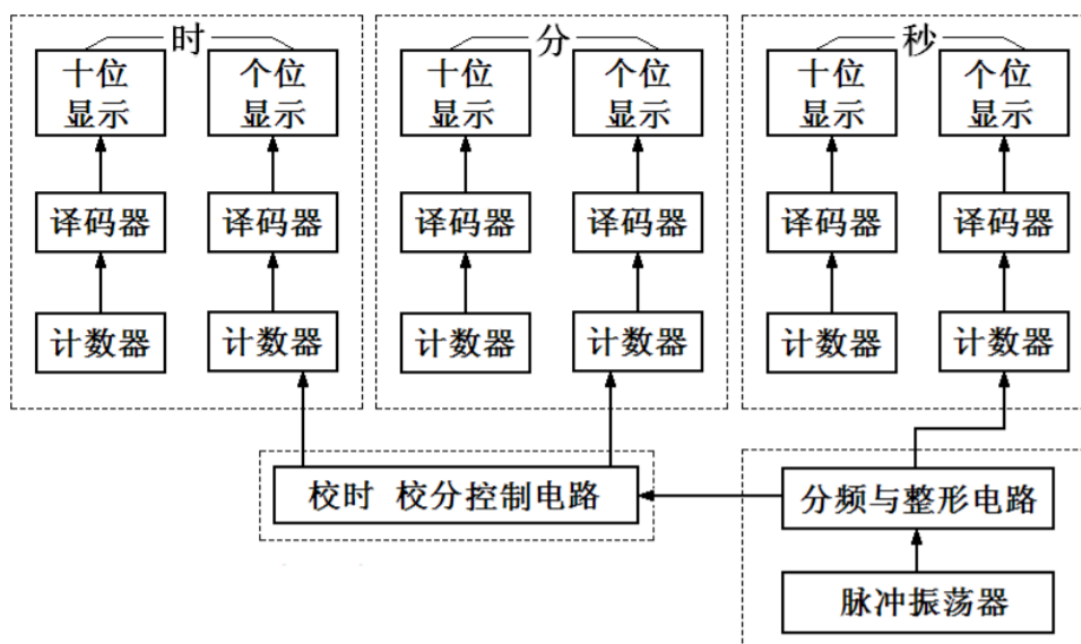 时
分
秒
十位
显示
个位
显示
十位
显示
个位
显示
十位
显示
个位
显示
译码器
译码器
译码器
译码器
译码器
译码器
计数器
计数器
计数器
计数器
计数器
计数器
校时 校分控制电路
分频与整形电路
脉冲振荡器